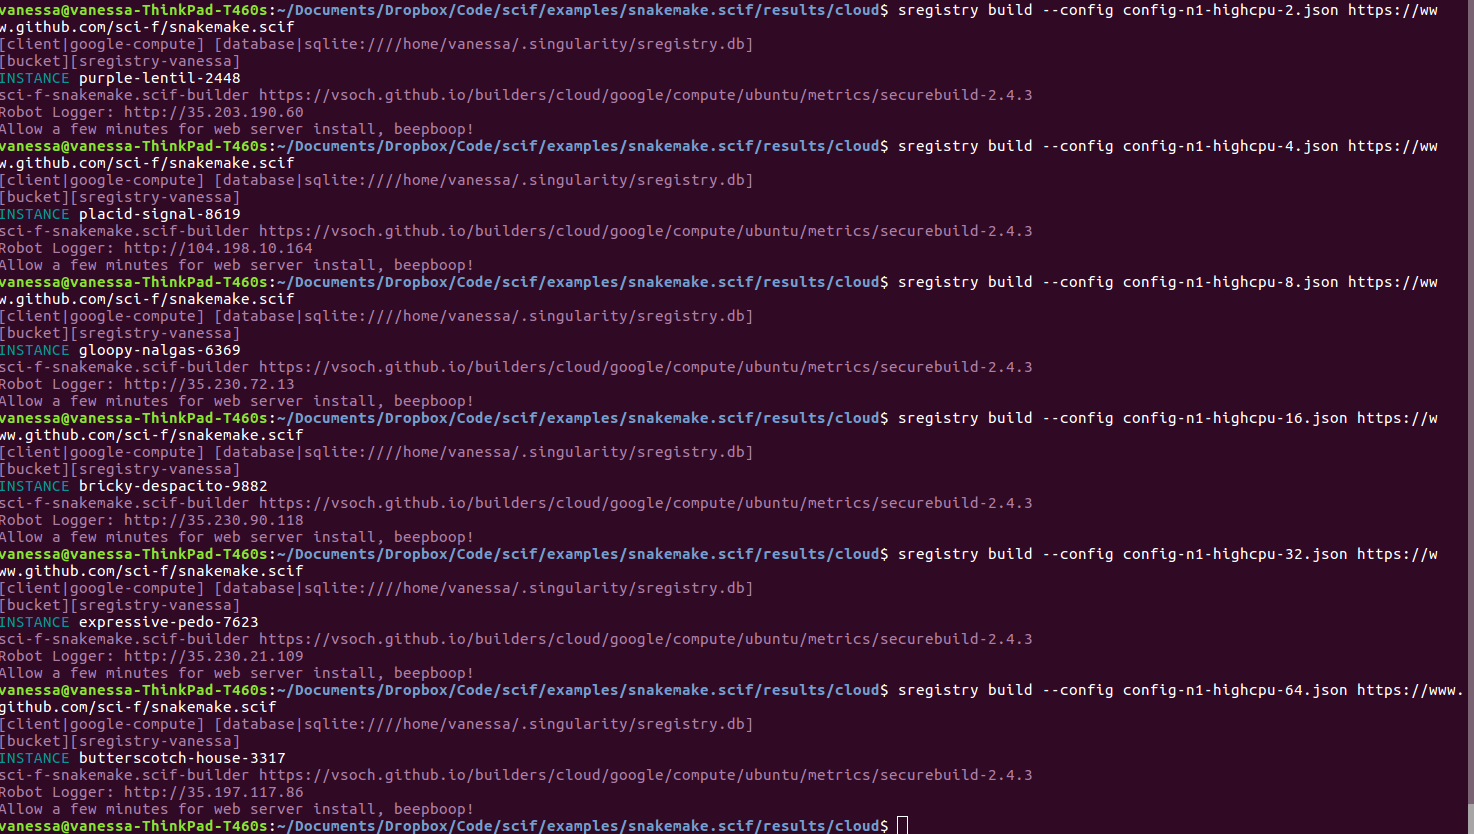 vanessa@vanessa-ThinkPad-T460s:~/Documents/Dropbox/Code/scif/examples/snakemake.scif/results/cloud$ sregistry build --config config-n1-highcpu-2.json https://ww
w.github.com/sci-f/snakemake.scif
[client|google-compute] [database|sqlite:////home/vanessa/.singularity/sregistry.db]
[bucket][sregistry-vanessa]
INSTANCE purple-lentil-2448
sci-f-snakemake.scif-builder https://vsoch.github.io/builders/cloud/google/compute/ubuntu/metrics/securebuild-2.4.3
Robot Logger: http://35.203.190.60
Allow a few minutes for web server install, beepboop!
vanessa@vanessa-ThinkPad-T460s:~/Documents/Dropbox/Code/scif/examples/snakemake.scif/results/cloud$ sregistry build --config config-n1-highcpu-4.json https://ww
w.github.com/sci-f/snakemake.scif
[client|google-compute] [database|sqlite:////home/vanessa/.singularity/sregistry.db]
[bucket][sregistry-vanessa]
INSTANCE placid-signal-8619
sci-f-snakemake.scif-builder https://vsoch.github.io/builders/cloud/google/compute/ubuntu/metrics/securebuild-2.4.3
Robot Logger: http://104.198.10.164
Allow a few minutes for web server install, beepboop!
vanessa@vanessa-ThinkPad-T460s:~/Documents/Dropbox/Code/scif/examples/snakemake.scif/results/cloud$ sregistry build --config config-n1-highcpu-8.json https://ww
w.github.com/sci-f/snakemake.scif
[client|google-compute] [database|sqlite:////home/vanessa/.singularity/sregistry.db]
[bucket][sregistry-vanessa]
INSTANCE gloopy-nalgas-6369
sci-f-snakemake.scif-builder https://vsoch.github.io/builders/cloud/google/compute/ubuntu/metrics/securebuild-2.4.3
Robot Logger: http://35.230.72.13
Allow a few minutes for web server install, beepboop!
vanessa@vanessa-ThinkPad-T460s:~/Documents/Dropbox/Code/scif/examples/snakemake.scif/results/cloud$ sregistry build --config config-n1-highcpu-16.json https://w
ww.github.com/sci-f/snakemake.scif
[client|google-compute] [database|sqlite:////home/vanessa/.singularity/sregistry.db]
[bucket][sregistry-vanessa]
INSTANCE bricky-despacito-9882
sci-f-snakemake.scif-builder https://vsoch.github.io/builders/cloud/google/compute/ubuntu/metrics/securebuild-2.4.3
Robot Logger: http://35.230.90.118
Allow a few minutes for web server install, beepboop!
vanessa@vanessa-ThinkPad-T460s:~/Documents/Dropbox/Code/scif/examples/snakemake.scif/results/cloud$ sregistry build --config config-n1-highcpu-32.json https://w
ww.github.com/sci-f/snakemake.scif
[client|google-compute] [database|sqlite:////home/vanessa/.singularity/sregistry.db]
[bucket][sregistry-vanessa]
INSTANCE expressive-pedo-7623
sci-f-snakemake.scif-builder https://vsoch.github.io/builders/cloud/google/compute/ubuntu/metrics/securebuild-2.4.3
Robot Logger: http://35.230.21.109
Allow a few minutes for web server install, beepboop!
vanessa@vanessa-ThinkPad-T460s:~/Documents/Dropbox/Code/scif/examples/snakemake.scif/results/cloud$ sregistry build --config config-n1-highcpu-64.json https://www.
github.com/sci-f/snakemake.scif
[client|google-compute] [database|sqlite:////home/vanessa/.singularity/sregistry.db]
[bucket][sregistry-vanessa]
INSTANCE butterscotch-house-3317
sci-f-snakemake.scif-builder https://vsoch.github.io/builders/cloud/google/compute/ubuntu/metrics/securebuild-2.4.3
Robot Logger: http://35.197.117.86
Allow a few minutes for web server install, beepboop!
vanessa@vanessa-ThinkPad-T460s:~/Documents/Dropbox/Code/scif/examples/snakemake.scif/results/cloud$